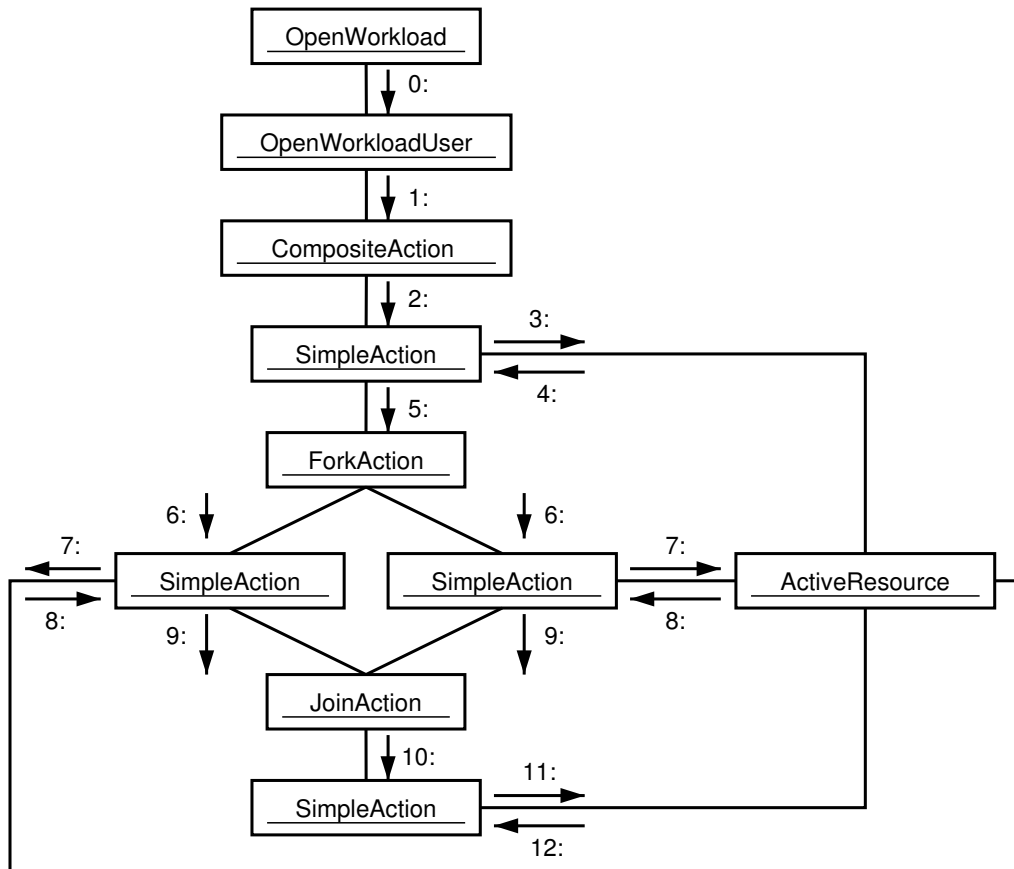 OpenWorkload
0:
OpenWorkloadUser
1:
CompositeAction
2:
3:
SimpleAction
4:
5:
ForkAction
6:
6:
7:
7:
SimpleAction
SimpleAction
ActiveResource
8:
8:
9:
9:
JoinAction
10:
11:
SimpleAction
12: